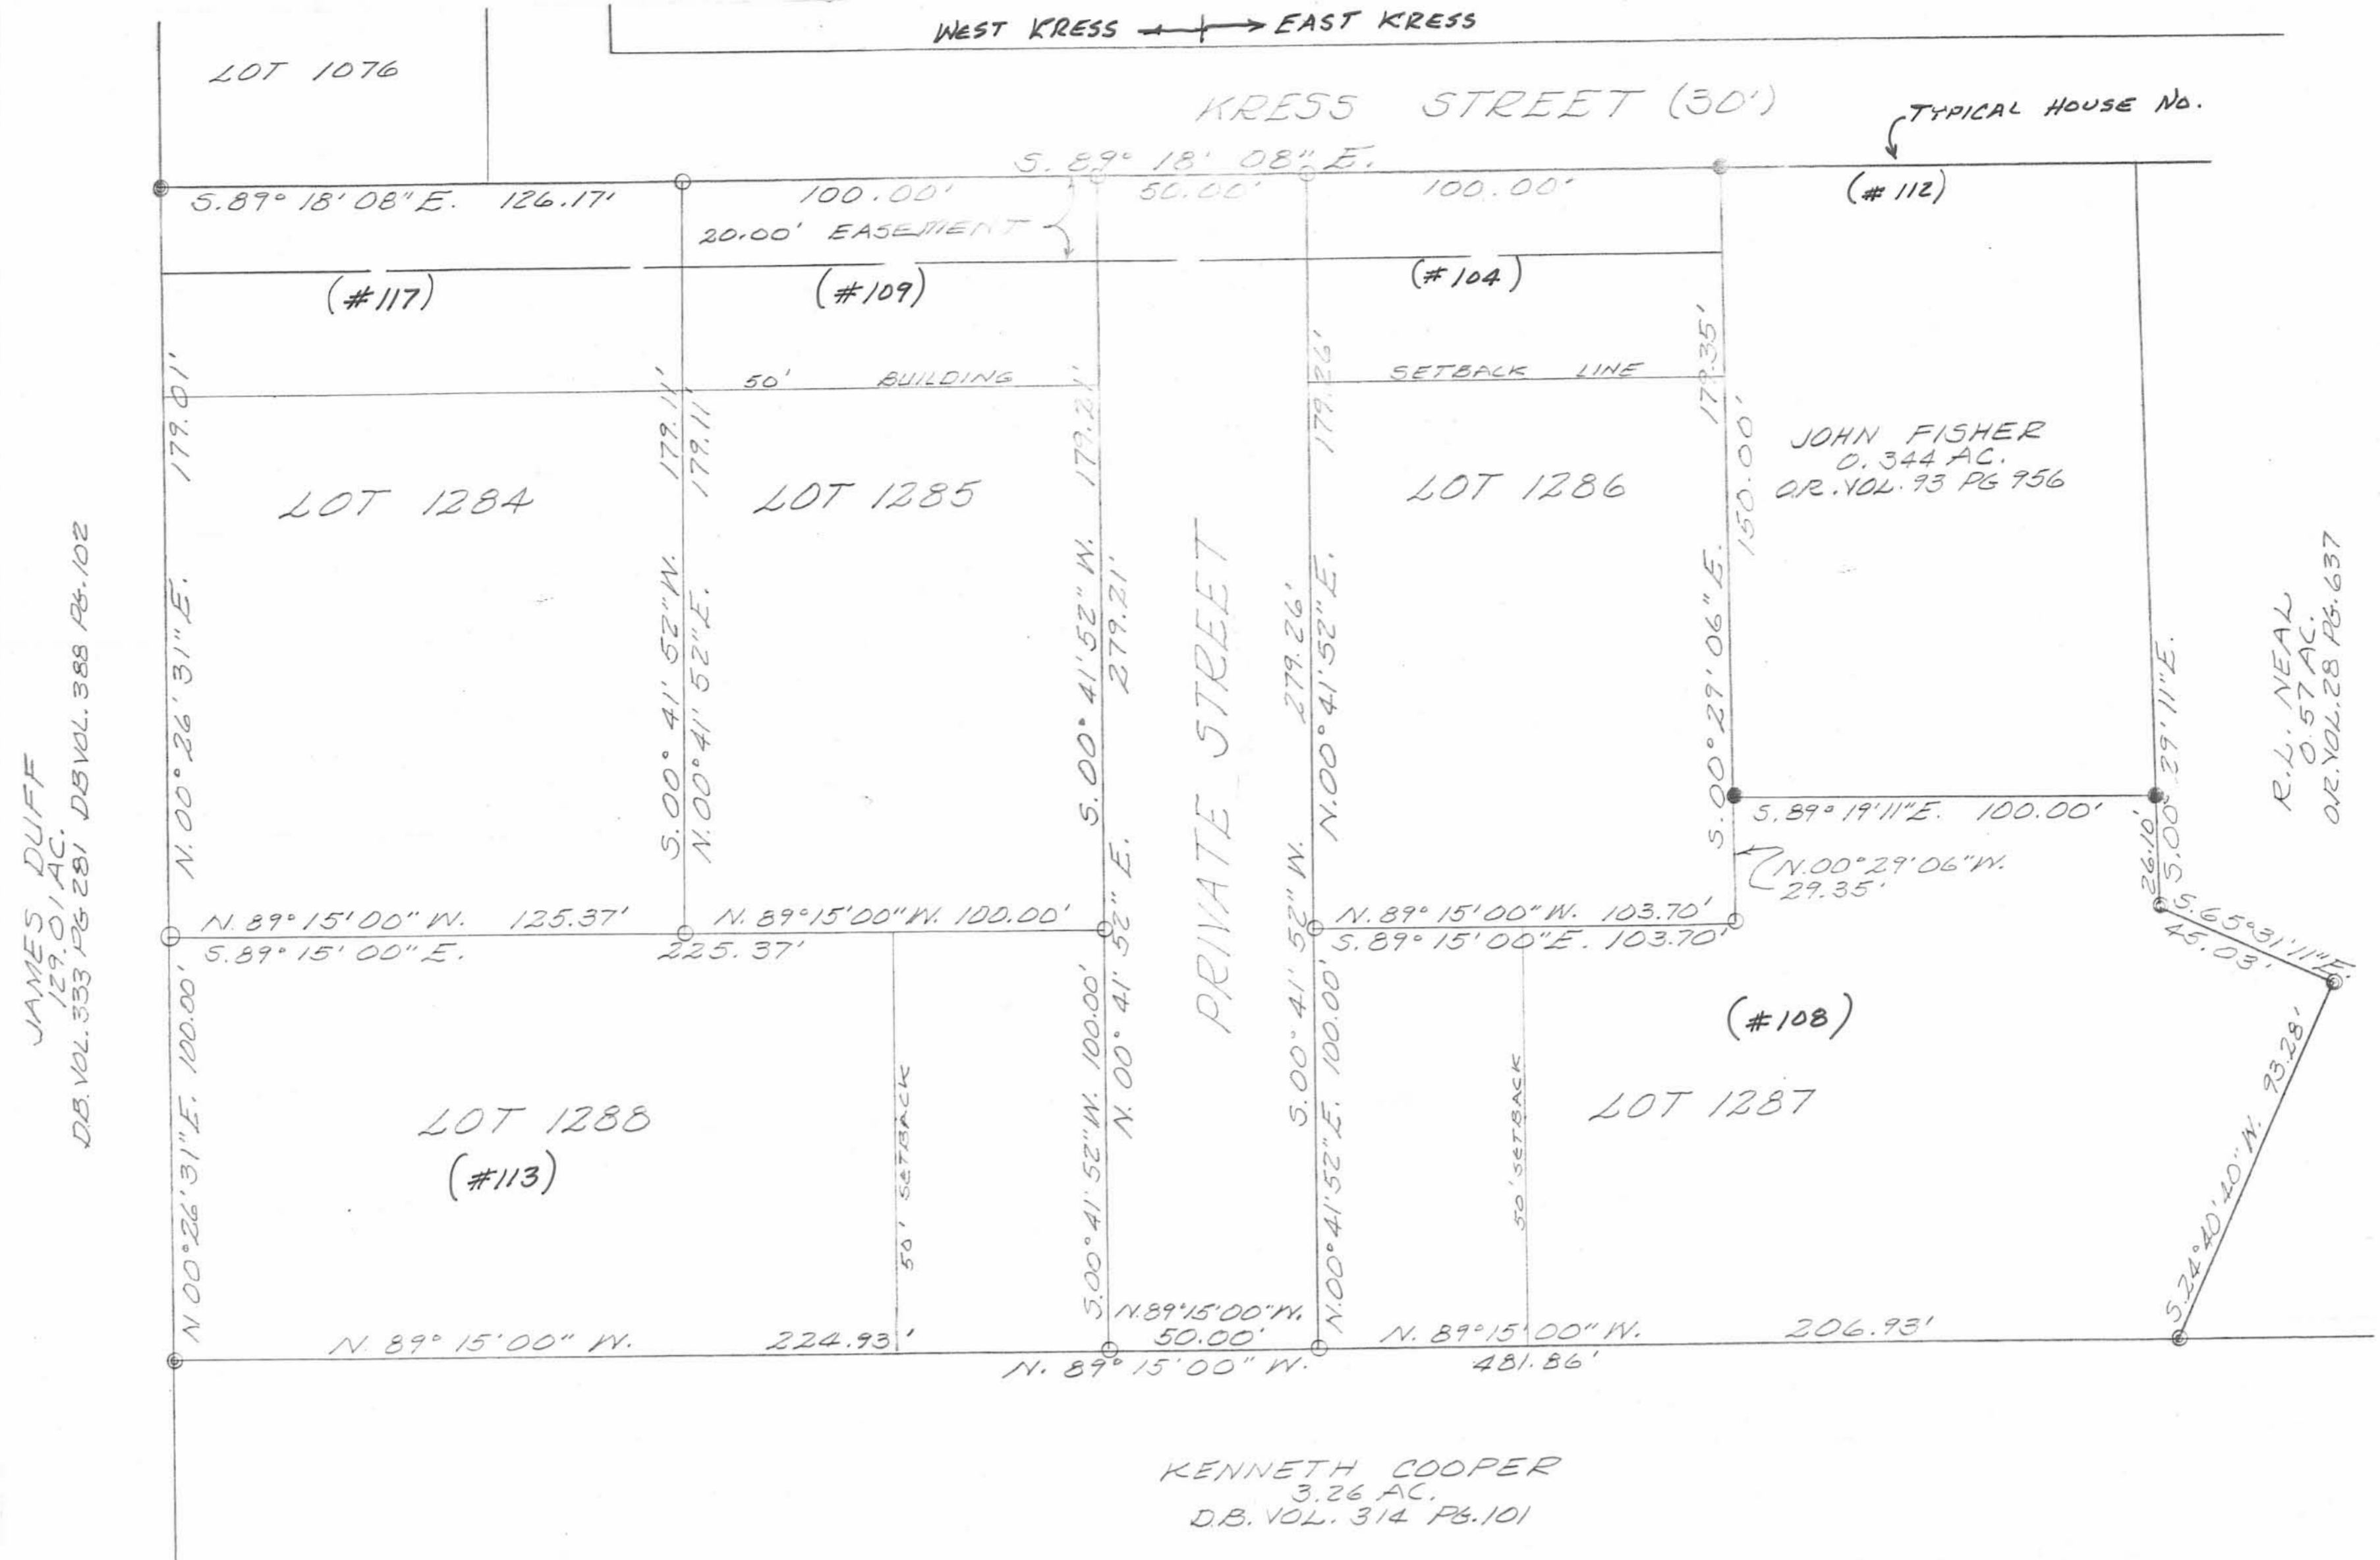 WEST KRESS EAST KRESS
LOT 1076
KRESS STREET (30')
TYPICAL HOUSE NO.
S. 89° 18' 08" E.
S. 89° 18' 08" E. 126.17'
100.00'
50.00'
100.00'
(# 112)
20.00' EASEMENT
(#117)
(#109)
(#104)
50' BUILDING
SETBACK LINE
N. 00° 26' 31" E. 179.01'
S. 00° 41' 52" W. 179.11'
N. 00° 41' 52" E. 179.11'
S. 00° 41' 52" W. 179.21'
N. 00° 41' 52" E. 279.21'
S. 00° 41' 52" W. 279.26'
N. 00° 41' 52" E. 179.26'
S. 00° 29' 06" E. 179.35'
150.00'
LOT 1284
LOT 1285
LOT 1286
JOHN FISHER
0.344 AC.
O.R. VOL. 93 PG 956
PRIVATE STREET
JAMES DUFF
129.01 AC.
D.B. VOL. 333 PG 281 DB VOL. 388 PG. 102
R.L. NEAL
0.57 AC.
O.R. VOL. 28 PG. 637
S. 89° 19' 11" E. 100.00'
N. 00° 29' 06" W.
29.35'
26.10'
S. 00° 29' 11" E.
S. 65° 31' 11" E.
45.03'
N. 89° 15' 00" W. 125.37'
N. 89° 15' 00" W. 100.00'
S. 89° 15' 00" E. 225.37'
N. 89° 15' 00" W. 103.70'
S. 89° 15' 00" E. 103.70'
N 00° 26' 31" E. 100.00'
S. 00° 41' 52" W. 100.00'
N. 00° 41' 52" E. 100.00'
LOT 1288
(#113)
50' SETBACK
50' SETBACK
(#108)
LOT 1287
S. 24° 40' 40" W. 93.28'
N. 89° 15' 00" W. 224.93'
N. 89° 15' 00" W.
50.00'
N. 89° 15' 00" W. 206.93'
N. 89° 15' 00" W. 481.86'
KENNETH COOPER
3.26 AC.
D.B. VOL. 314 PG. 101